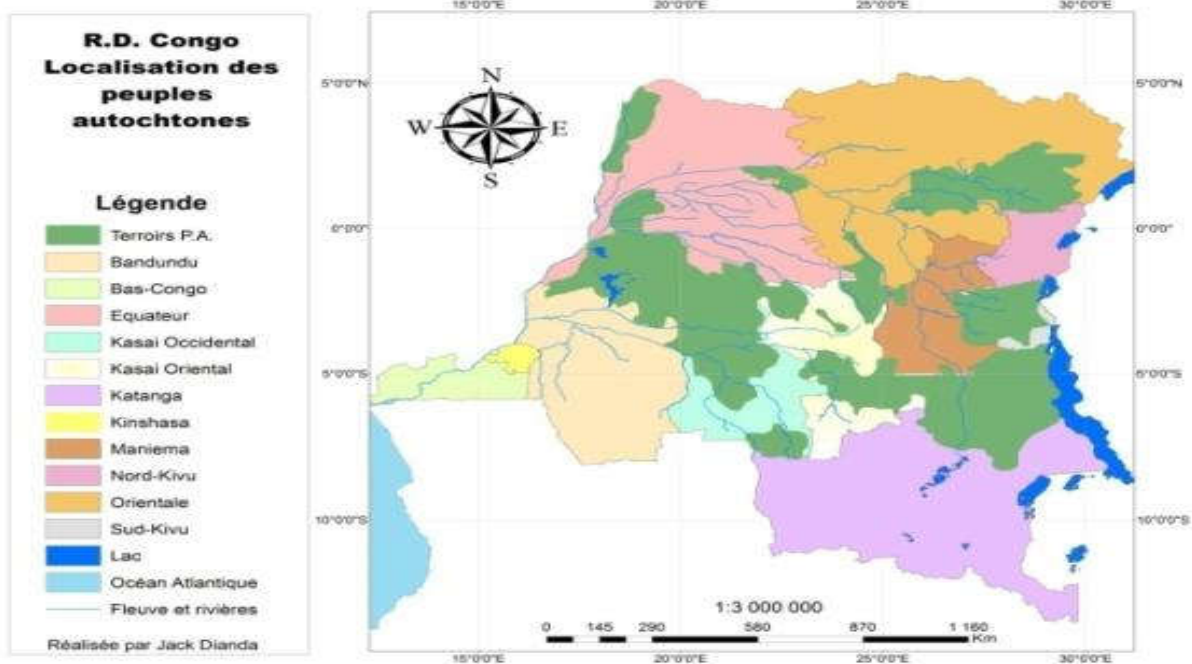 R.D. Congo
Localisation des
peuples
autochtones
Légende
Terroirs P.A.
Bandundu
Bas-Congo
Equateur
Kasai Occidental
Kasai Oriental
Katanga
Kinshasa
Maniema
Nord-Kivu
Orientale
Sud-Kivu
Lac
Océan Atlantique
Fleuve et rivières
Réalisée par Jack Dianda
15°0'0"E 20°0'0"E 25°0'0"E 30°0'0"E
N
W E
S
5°0'0"N 5°0'0"N
0°0'0" 0°0'0"
5°0'0"S 5°0'0"S
10°0'0"S 10°0'0"S
1:3 000 000
0 145 290 580 870 1 160
Km
15°0'0"E 20°0'0"E 25°0'0"E 30°0'0"E